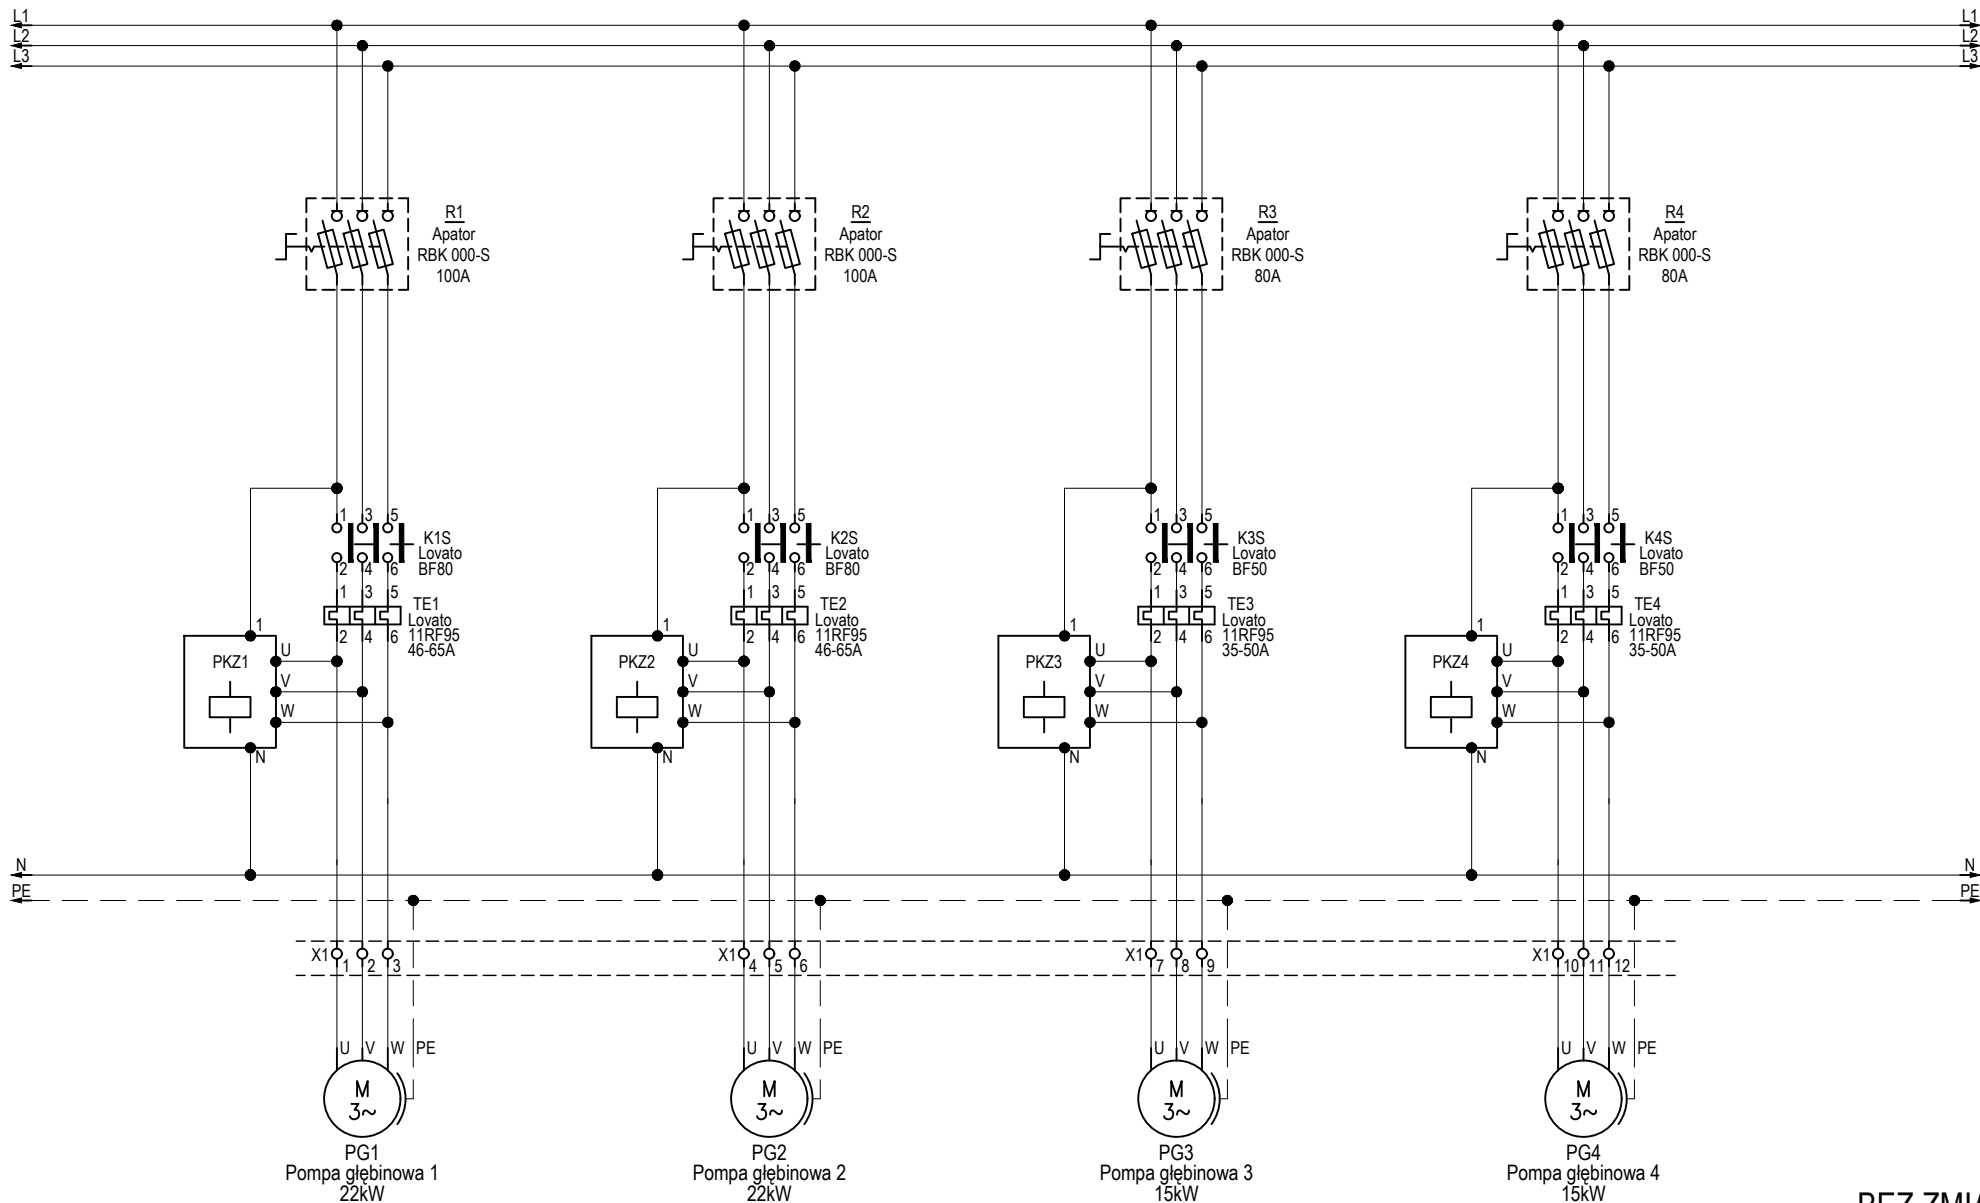 L1 L1
L2 L2
L3 L3
R1 R2 R3 R4
Apator Apator Apator Apator
RBK 000-S RBK 000-S RBK 000-S RBK 000-S
100A 100A 80A 80A
1 3 5 1 3 5 1 3 5 1 3 5
K1S K2S K3S K4S
Lovato Lovato Lovato Lovato
BF80 BF80 BF50 BF50
2 4 6 2 4 6 2 4 6 2 4 6
1 3 5 1 3 5 1 3 5 1 3 5
TE1 TE2 TE3 TE4
Lovato Lovato Lovato Lovato
11RF95 11RF95 11RF95 11RF95
46-65A 46-65A 35-50A 35-50A
1 2 4 6 1 2 4 6 1 2 4 6 1 2 4 6
PKZ1 U PKZ2 U PKZ3 U PKZ4 U
V V V V
W W W W
N N N N
N N
PE PE
X1 1 2 3 X1 4 5 6 X1 7 8 9 X1 10 11 12
U V W PE U V W PE U V W PE U V W PE
M M M M
3~ 3~ 3~ 3~
PG1 PG2 PG3 PG4
Pompa głębinowa 1 Pompa głębinowa 2 Pompa głębinowa 3 Pompa głębinowa 4
22kW 22kW 15kW 15kW
BEZ